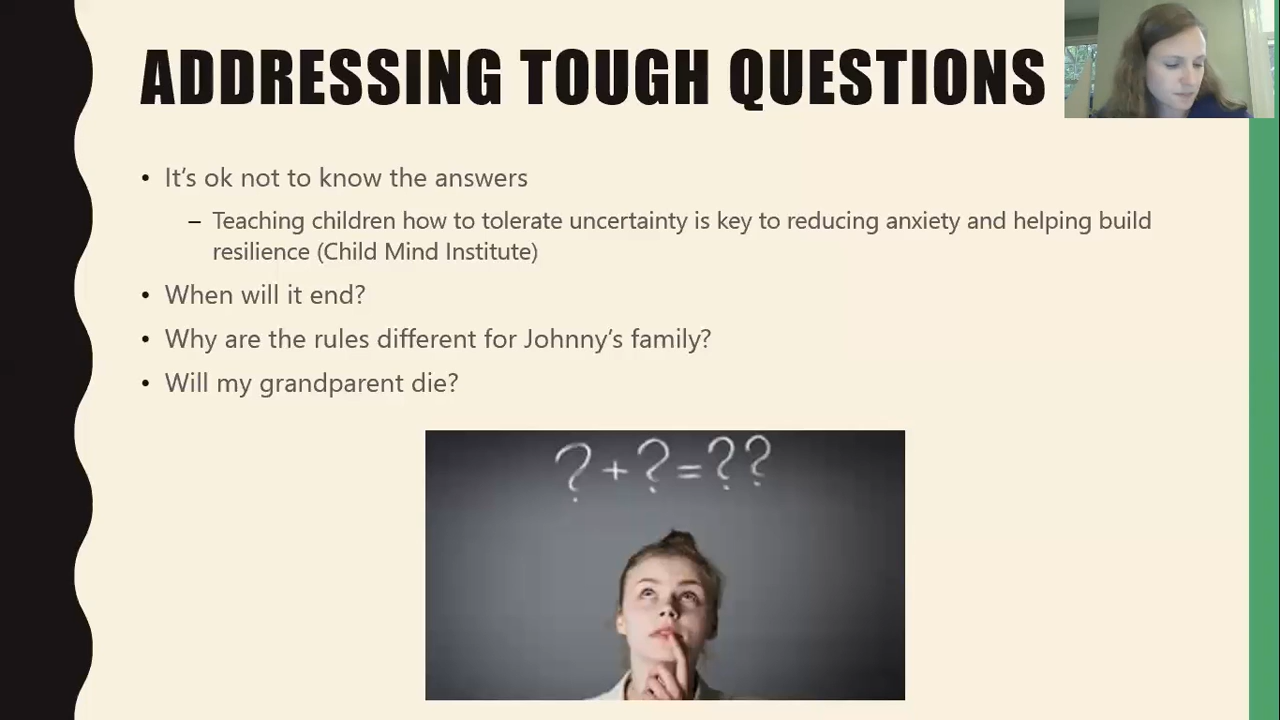 ADDRESSING TOUGH QUESTIONS
• It's ok not to know the answers
– Teaching children how to tolerate uncertainty is key to reducing anxiety and helping build
resilience (Child Mind Institute)
• When will it end?
• Why are the rules different for Johnny's family?
• Will my grandparent die?
? + ? = ??